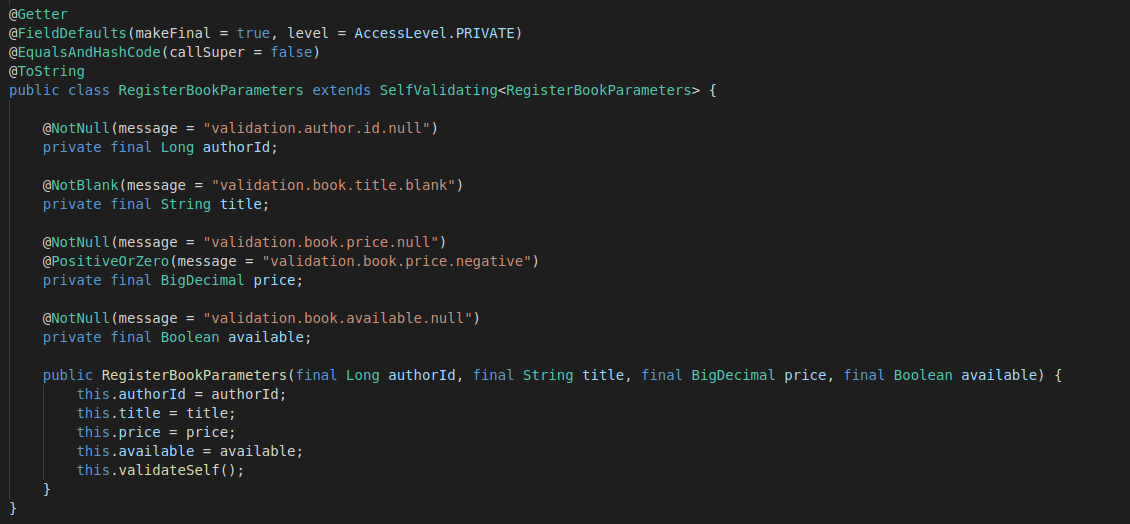 @Getter
@FieldDefaults(makeFinal = true, level = AccessLevel.PRIVATE)
@EqualsAndHashCode(callSuper = false)
@ToString
public class RegisterBookParameters extends SelfValidating<RegisterBookParameters> {

    @NotNull(message = "validation.author.id.null")
    private final Long authorId;

    @NotBlank(message = "validation.book.title.blank")
    private final String title;

    @NotNull(message = "validation.book.price.null")
    @PositiveOrZero(message = "validation.book.price.negative")
    private final BigDecimal price;

    @NotNull(message = "validation.book.available.null")
    private final Boolean available;

    public RegisterBookParameters(final Long authorId, final String title, final BigDecimal price, final Boolean available) {
        this.authorId = authorId;
        this.title = title;
        this.price = price;
        this.available = available;
        this.validateSelf();
    }
}